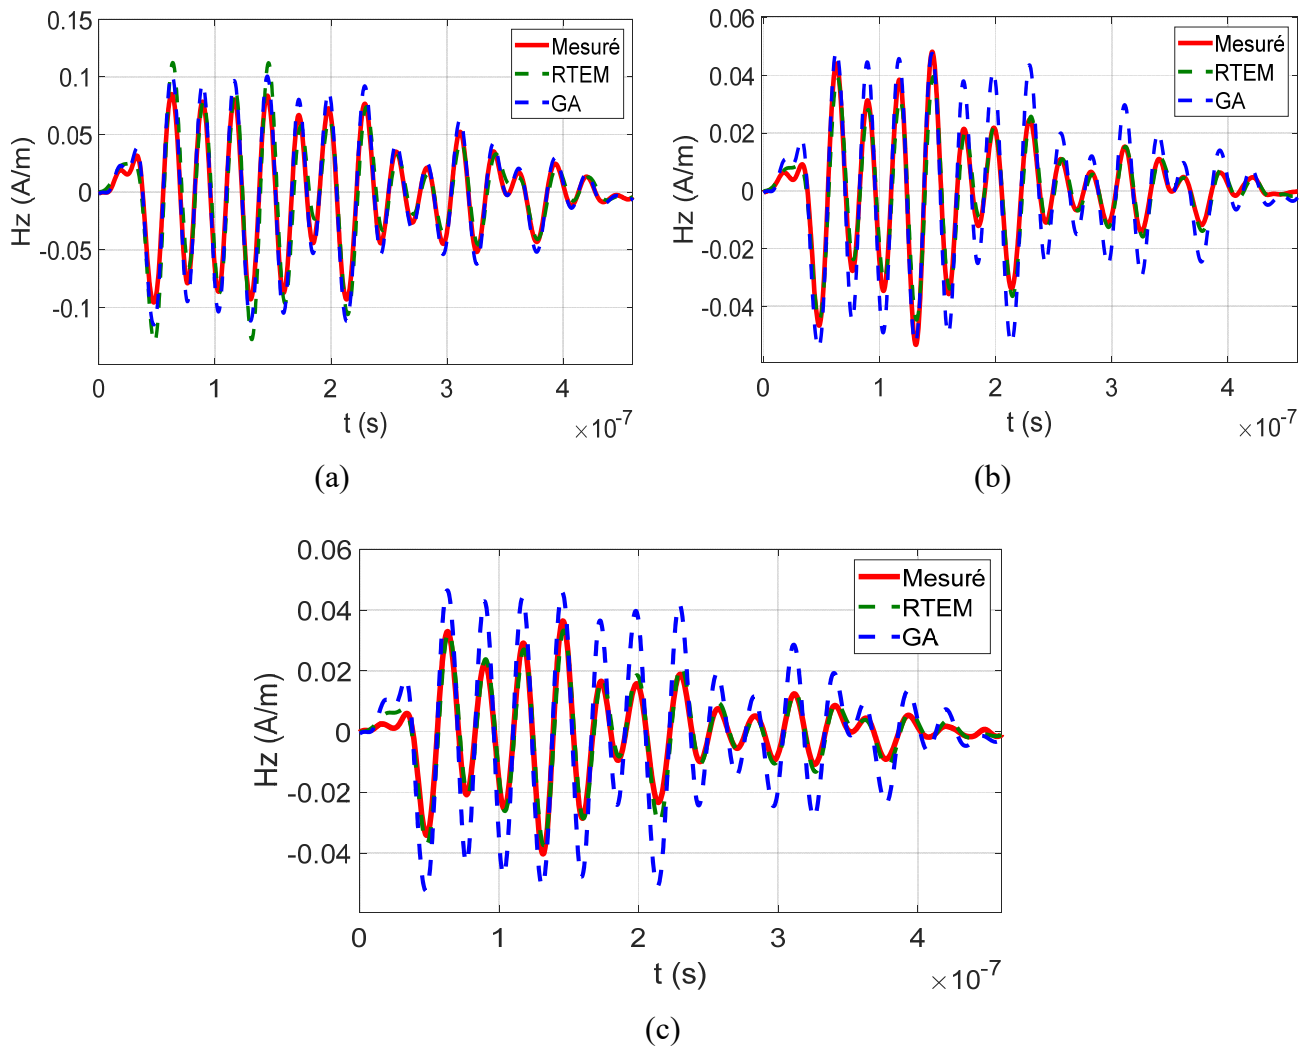 0.15
0.1
0.05
0
-0.05
-0.1
Hz (A/m)
0 1 2 3 4
t (s)
×10-7
Mesuré
RTEM
GA
(a)
0.06
0.04
0.02
0
-0.02
-0.04
Hz (A/m)
0 1 2 3 4
t (s)
×10-7
Mesuré
RTEM
GA
(b)
0.06
0.04
0.02
0
-0.02
-0.04
Hz (A/m)
0 1 2 3 4
t (s)
×10-7
Mesuré
RTEM
GA
(c)